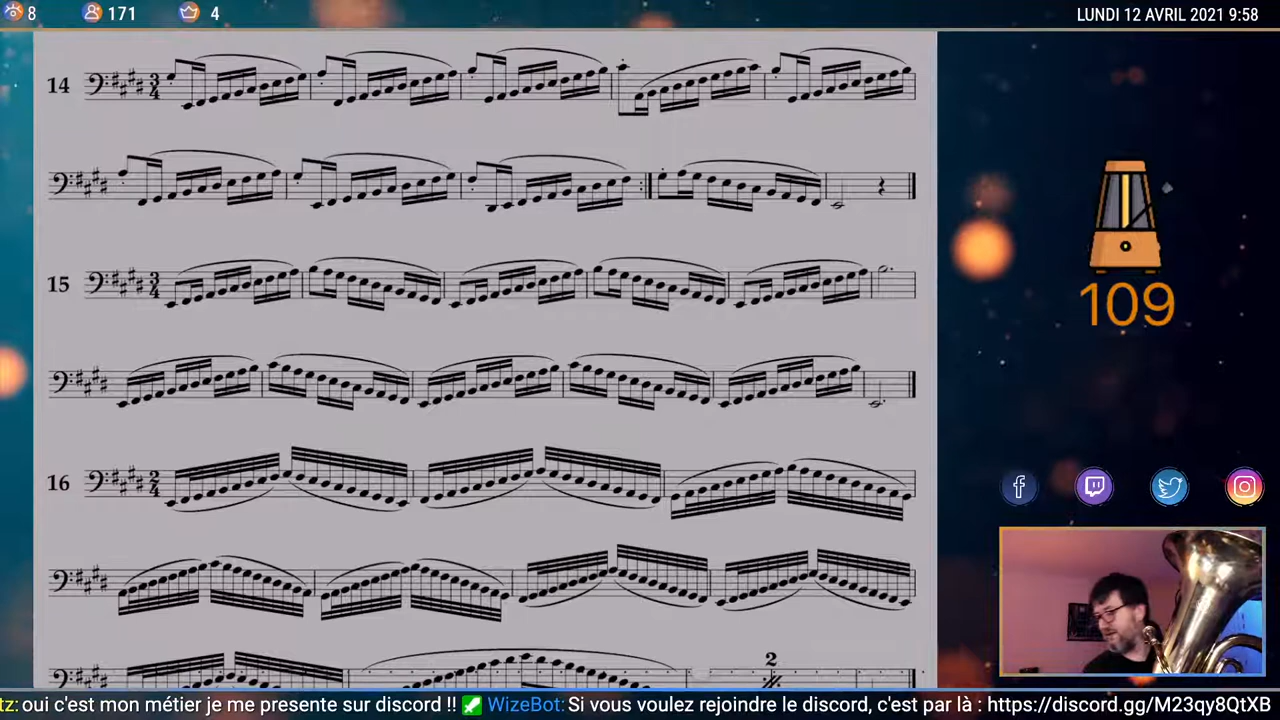 8 171 4
LUNDI 12 AVRIL 2021 9:58
14
15
109
16
2
tz: oui c'est mon métier je me presente sur discord !! WizeBot: Si vous voulez rejoindre le discord, c'est par là : https://discord.gg/M23qy8QtXB